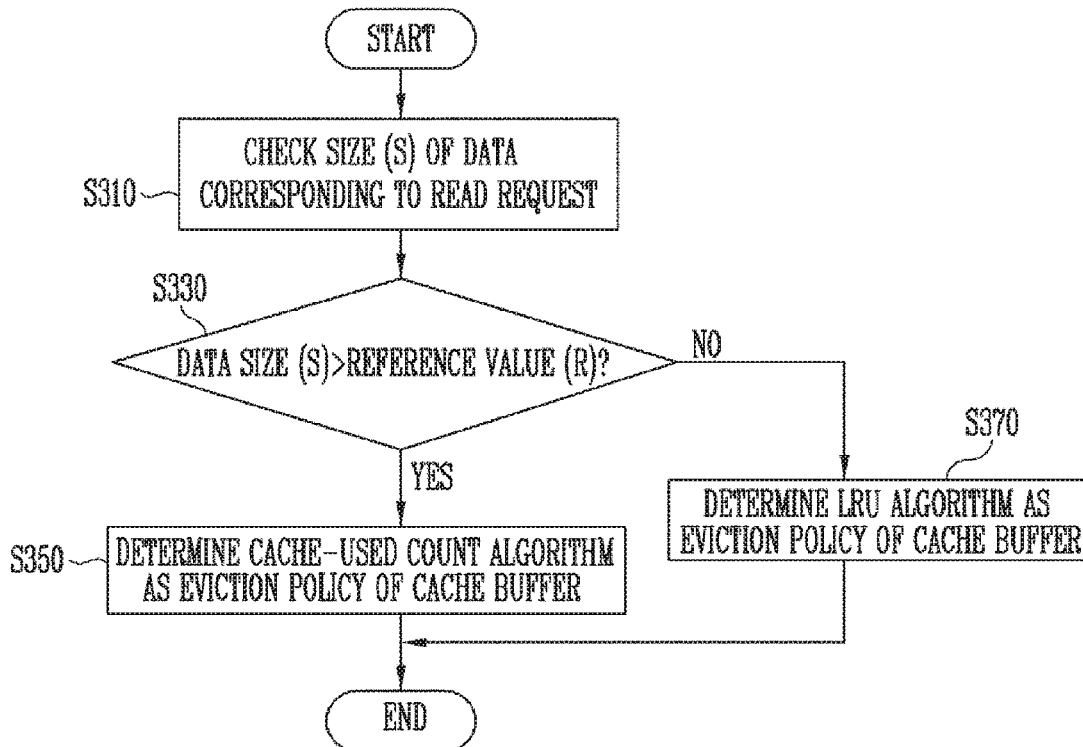 START
CHECK SIZE (S) OF DATA
CORRESPONDING TO READ REQUEST
S310
S330
DATA SIZE (S)>REFERENCE VALUE (R)?
NO
YES
S370
DETERMINE LRU ALGORITHM AS
EVICTION POLICY OF CACHE BUFFER
S350
DETERMINE CACHE-USED COUNT ALGORITHM
AS EVICTION POLICY OF CACHE BUFFER
END